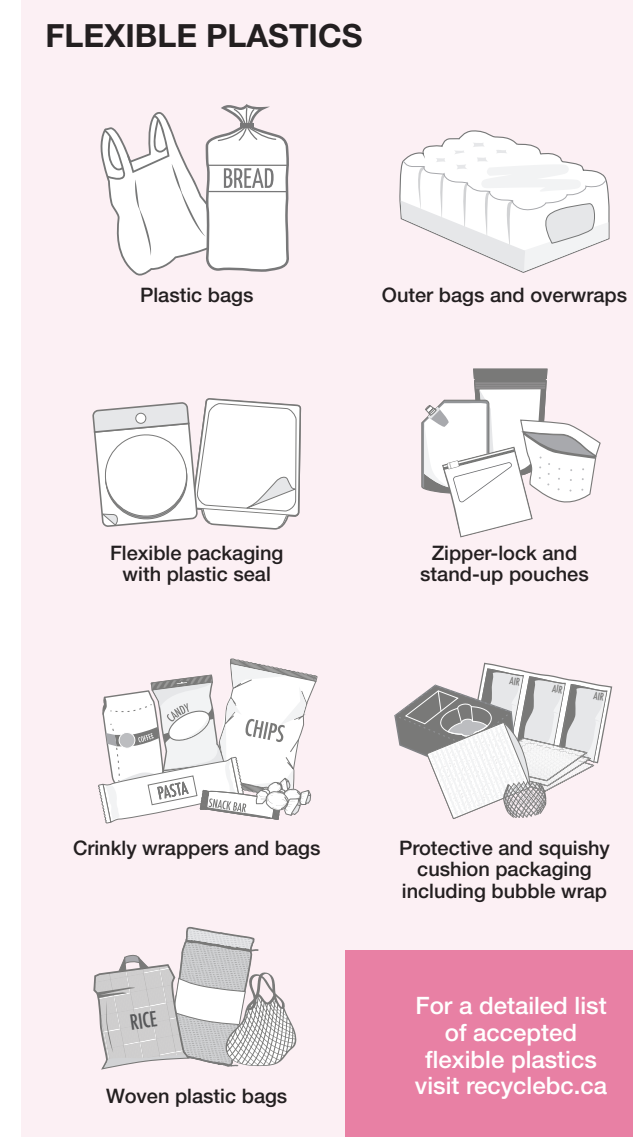 FLEXIBLE PLASTICS
BREAD
Plastic bags
Outer bags and overwraps
Flexible packaging
with plastic seal
Zipper-lock and
stand-up pouches
COFFEE
CANDY
CHIPS
PASTA
SNACK BAR
Crinkly wrappers and bags
AIR
AIR
AIR
Protective and squishy
cushion packaging
including bubble wrap
RICE
Woven plastic bags
For a detailed list
of accepted
flexible plastics
visit recyclebc.ca